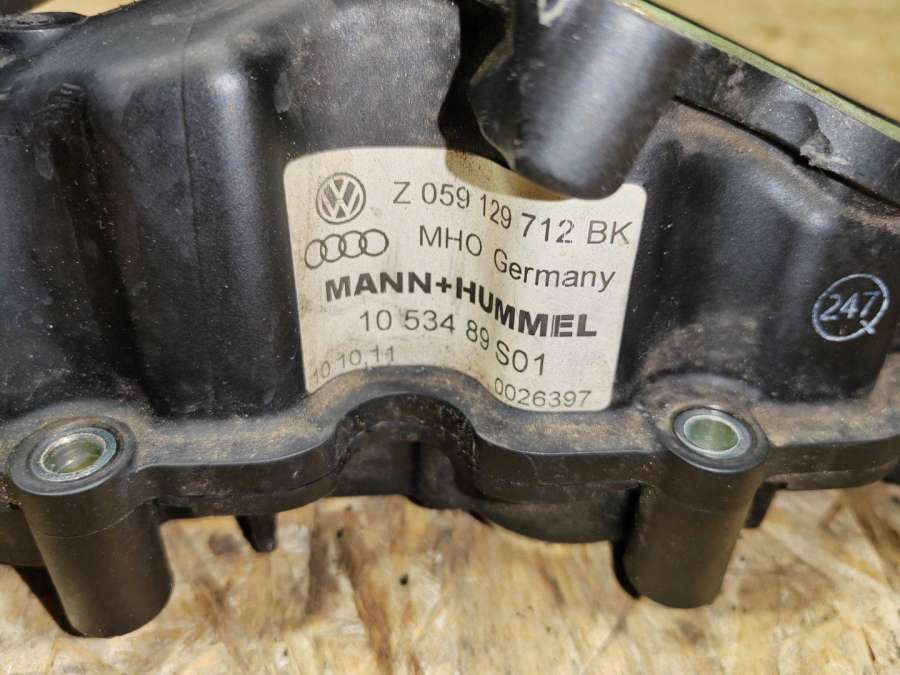 Z 059 129 712 BK
MHO Germany
MANN+HUMMEL
10 534 89 S01
10.10.11
0026397
247